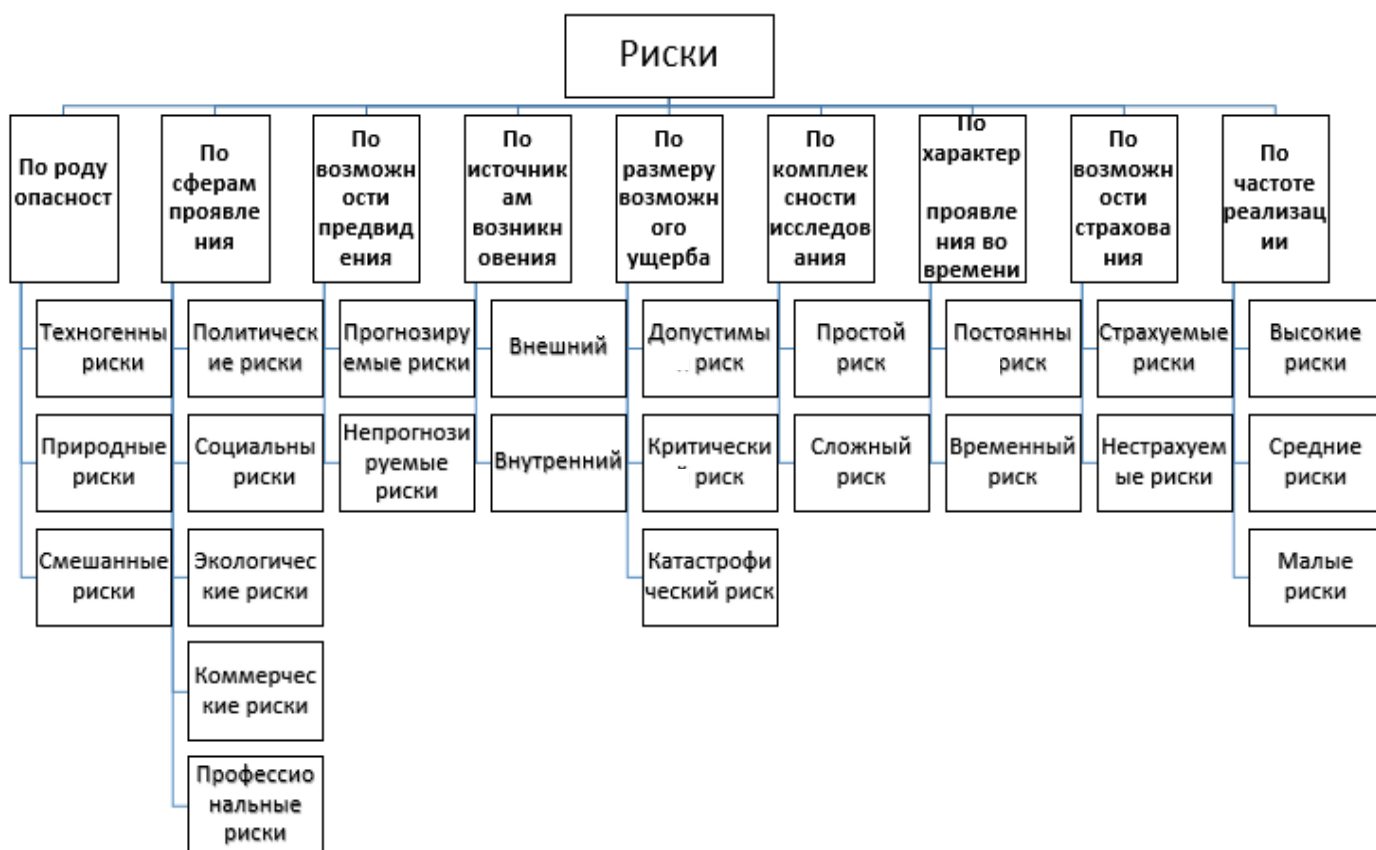 Риски
По роду
опасност
По
сферам
проявле
ния
По
возможн
ости
предвид
ения
По
источник
ам
возникн
овения
По
размеру
возможн
ого
ущерба
По
комплек
сности
исследов
ания
По
характер
проявле
ния во
времени
По
возможн
ости
страхова
ния
По
частоте
реализац
ии
Техногенны
риски
Природные
риски
Смешанные
риски
Политическ
ие риски
Социальны
риски
Экологичес
кие риски
Коммерчес
кие риски
Профессио
нальные
риски
Прогнозиру
емые риски
Непрогнози
руемые
риски
Внешний
Внутренний
Допустимы
риск
Критически
й риск
Катастрофи
ческий риск
Простой
риск
Сложный
риск
Постоянны
риск
Временный
риск
Страхуемые
риски
Нестрахуем
ые риски
Высокие
риски
Средние
риски
Малые
риски